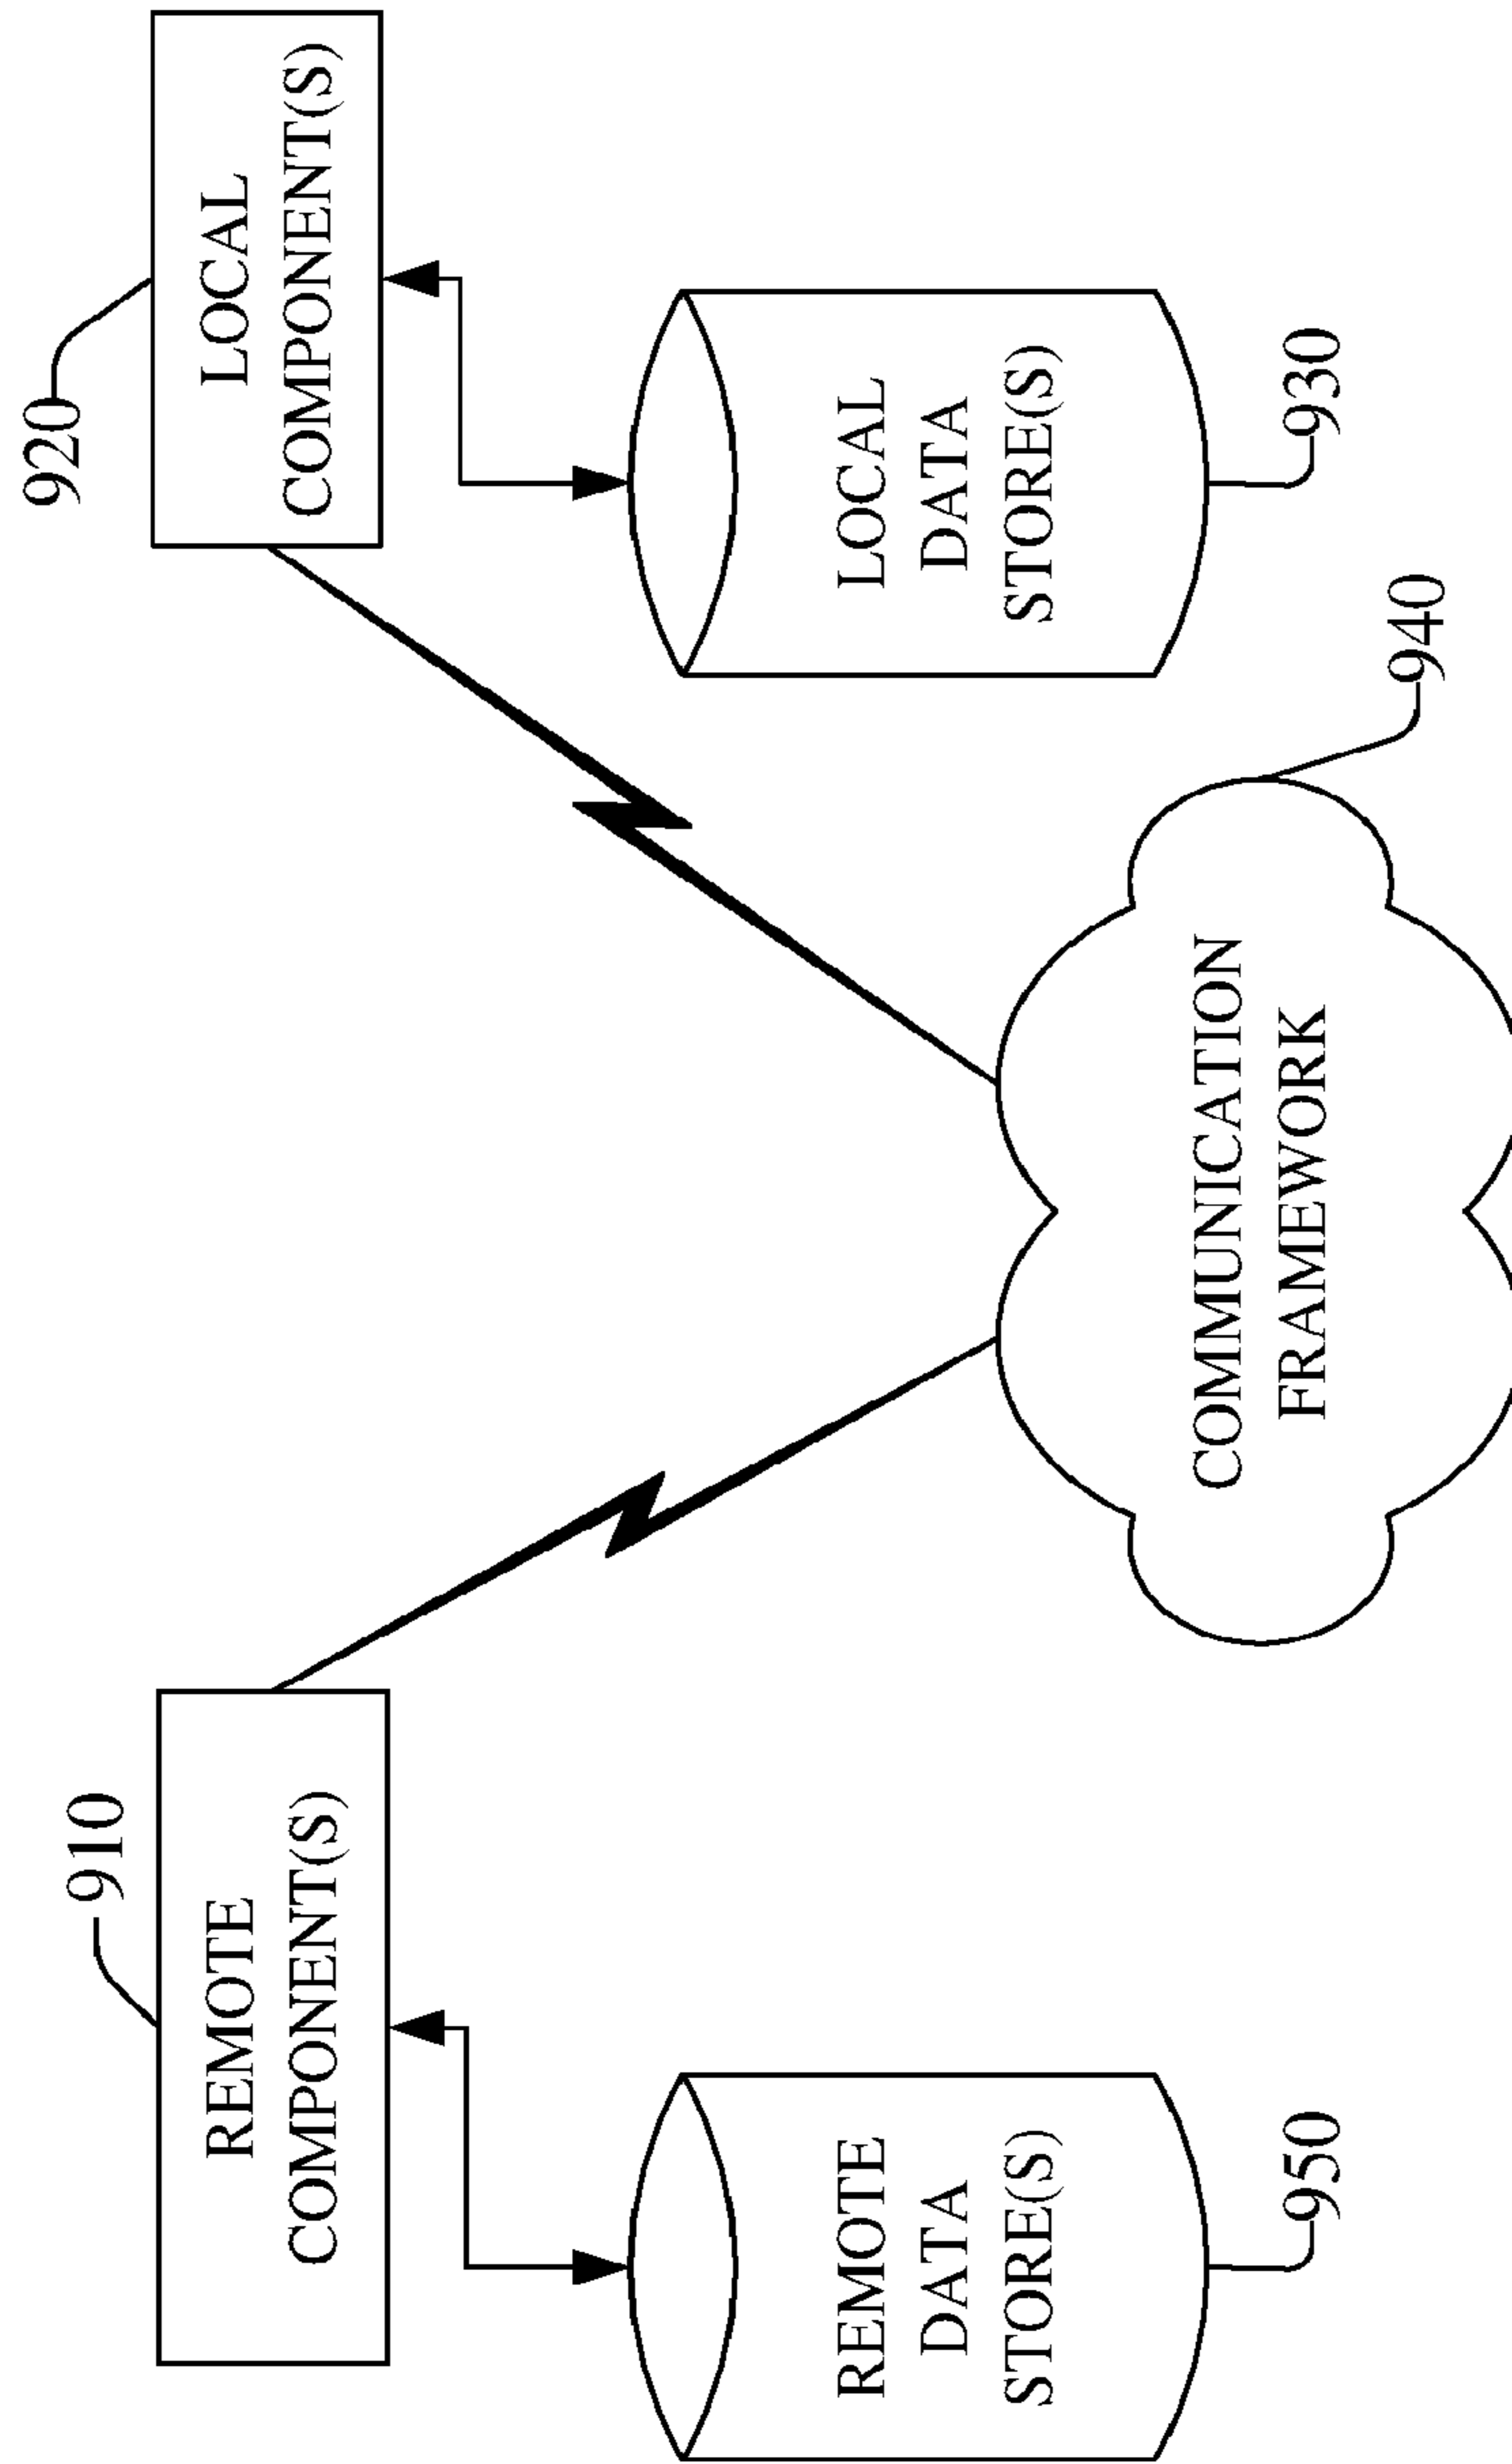 910
REMOTE
COMPONENT(S)
920
LOCAL
COMPONENT(S)
REMOTE
DATA
STORE(S)
950
LOCAL
DATA
STORE(S)
930
COMMUNICATION
FRAMEWORK
940